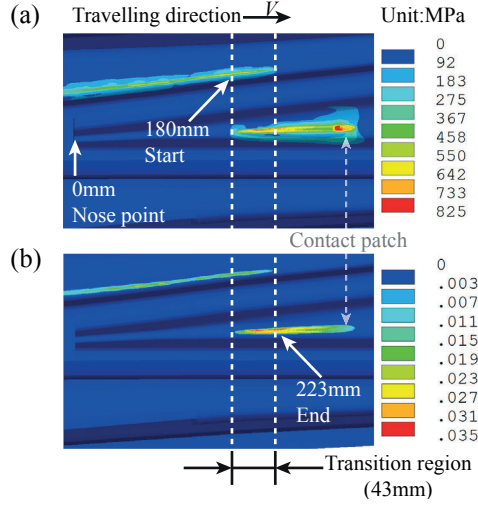 (a)
Travelling direction
V
Unit:MPa
0
92
183
275
367
458
550
642
733
825
180mm
Start
0mm
Nose point
Contact patch
(b)
0
.003
.007
.011
.015
.019
.023
.027
.031
.035
223mm
End
Transition region
(43mm)